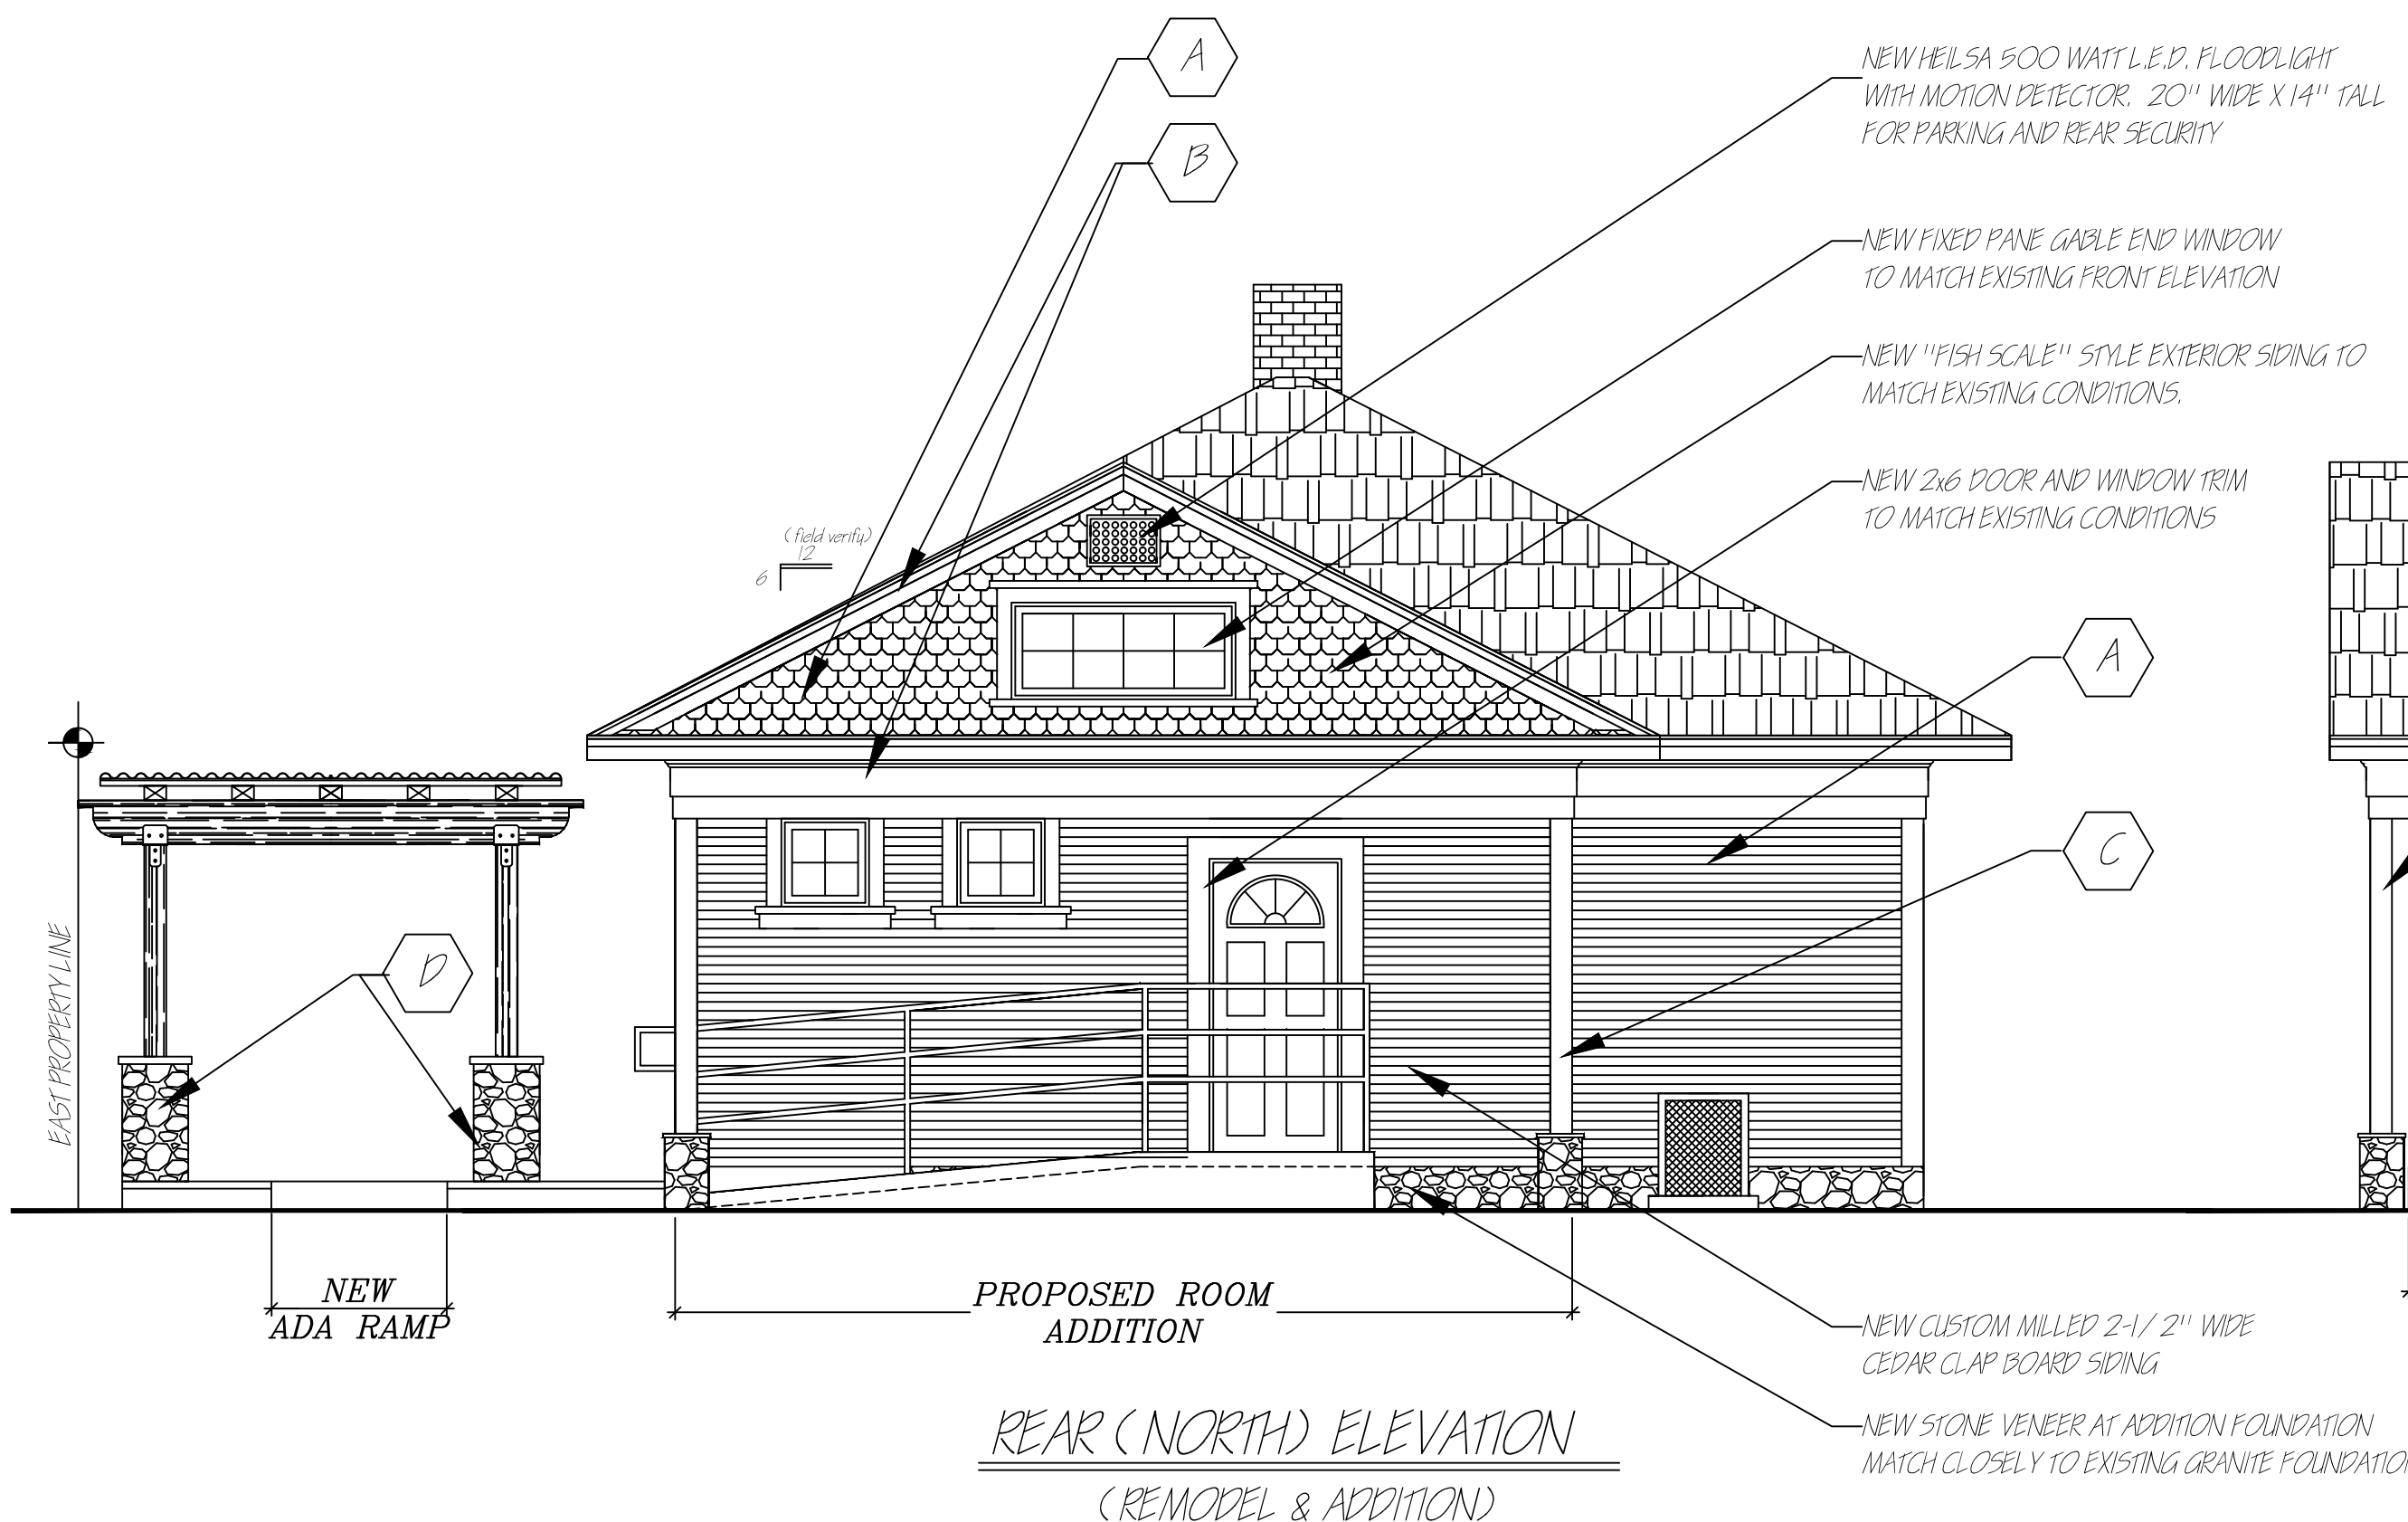 A
B
NEW HEILSA 500 WATT L.E.D. FLOODLIGHT
WITH MOTION DETECTOR. 20" WIDE X 14" TALL
FOR PARKING AND REAR SECURITY
NEW FIXED PANE GABLE END WINDOW
TO MATCH EXISTING FRONT ELEVATION
NEW "FISH SCALE" STYLE EXTERIOR SIDING TO
MATCH EXISTING CONDITIONS.
NEW 2x6 DOOR AND WINDOW TRIM
TO MATCH EXISTING CONDITIONS
(field verify)
12
6
A
C
D
EAST PROPERTY LINE
NEW
ADA RAMP
PROPOSED ROOM
ADDITION
NEW CUSTOM MILLED 2-1/2" WIDE
CEDAR CLAP BOARD SIDING
NEW STONE VENEER AT ADDITION FOUNDATION
MATCH CLOSELY TO EXISTING GRANITE FOUNDATIO
REAR (NORTH) ELEVATION
(REMODEL & ADDITION)